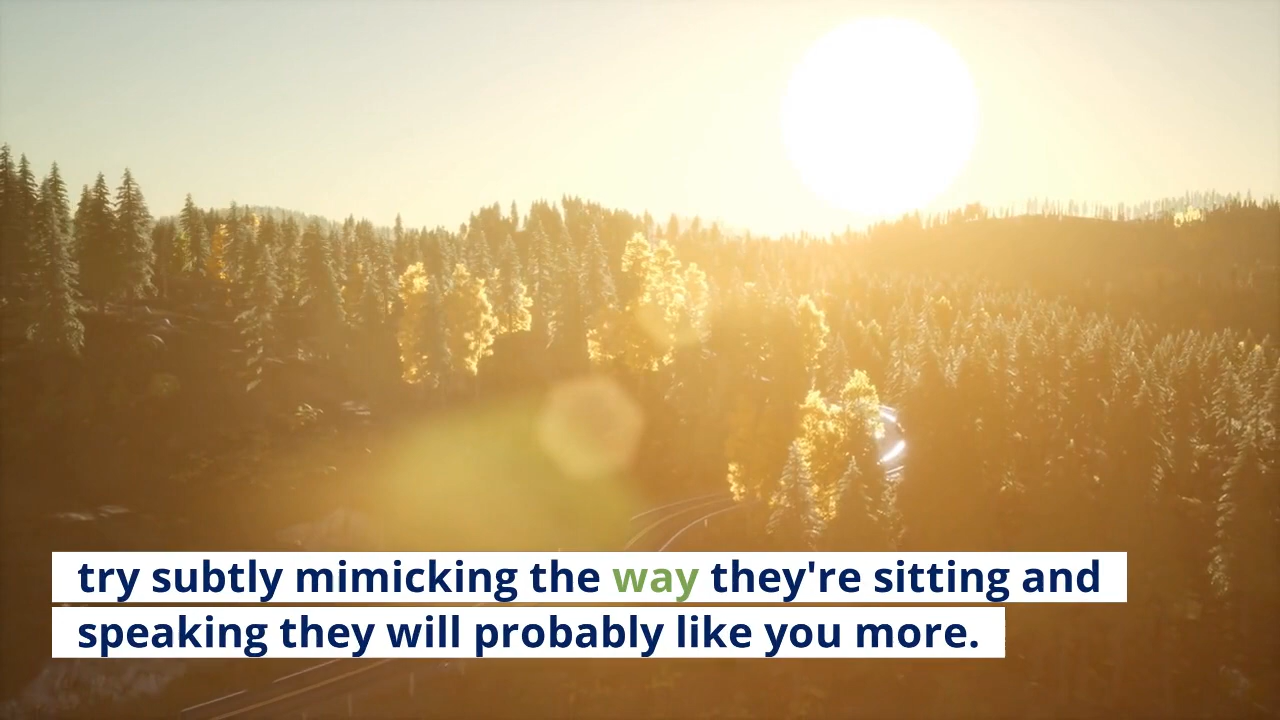 try subtly mimicking the way they're sitting and
speaking they will probably like you more.